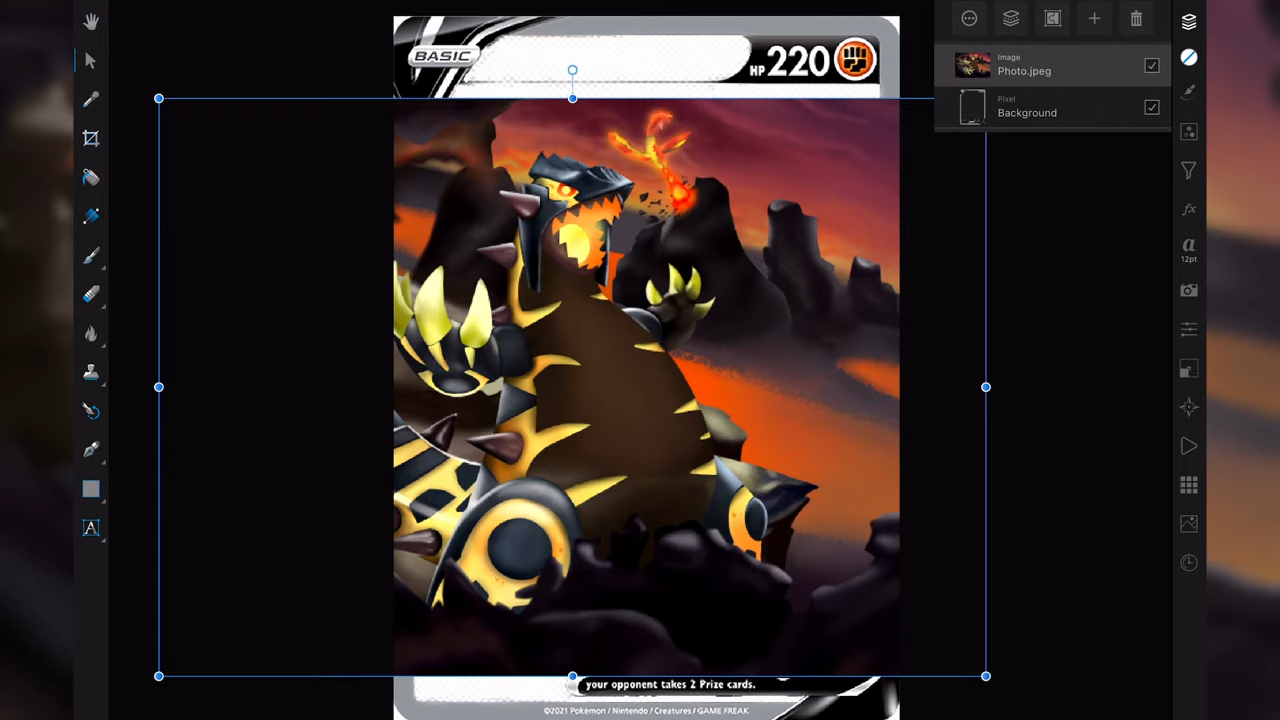 BASIC
HP 220
Image
Photo.jpeg
Pixel
Background
fx
a
12pt
A
your opponent takes 2 Prize cards.
©2021 Pokémon / Nintendo / Creatures / GAME FREAK